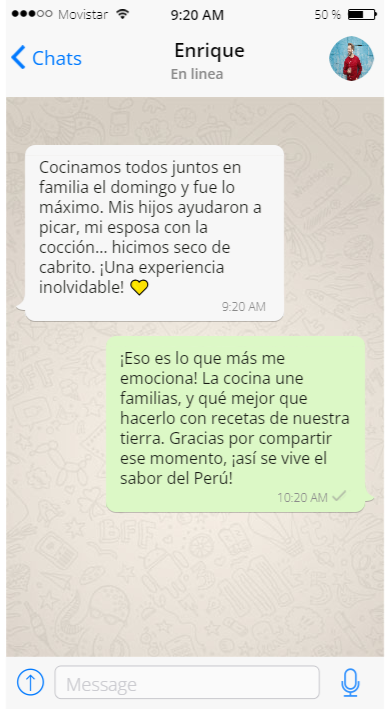 Movistar 9:20 AM 50 %
Chats Enrique
En linea
Cocinamos todos juntos en
familia el domingo y fue lo
máximo. Mis hijos ayudaron a
picar, mi esposa con la
cocción... hicimos seco de
cabrito. ¡Una experiencia
inolvidable! 💛
9:20 AM
¡Eso es lo que más me
emociona! La cocina une
familias, y qué mejor que
hacerlo con recetas de nuestra
tierra. Gracias por compartir
ese momento, ¡así se vive el
sabor del Perú!
10:20 AM
Message